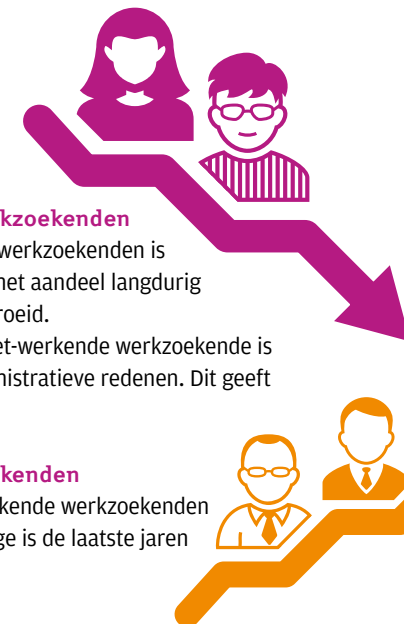 kzoekenden
werkzoekenden is
het aandeel langdurig
roeid.
et-werkende werkzoekende is
nistratieve redenen. Dit geeft
kenden
kende werkzoekenden
ge is de laatste jaren